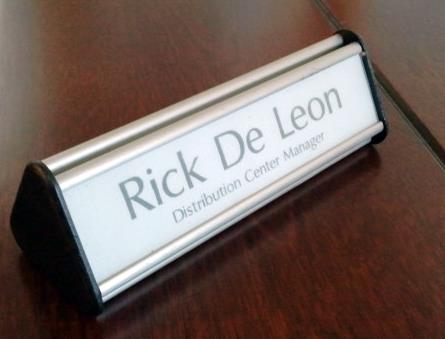 Rick De Leon
Distribution Center Manager